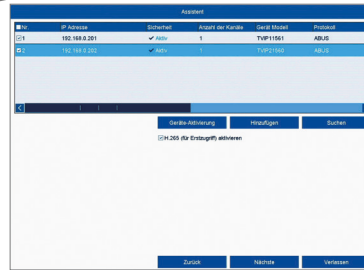 Assistent
Nr. IP Adresse Sicherheit Anzahl der Kanäle Gerät Modell Protokoll
1 192.168.0.201 Aktiv 1 TVIP11561 ABUS
2 192.168.0.202 Aktiv 1 TVIP21560 ABUS
Geräte-Aktivierung Hinzufügen Suchen
H.265 (für Erstzugriff) aktivieren
Zurück Nächste Verlassen